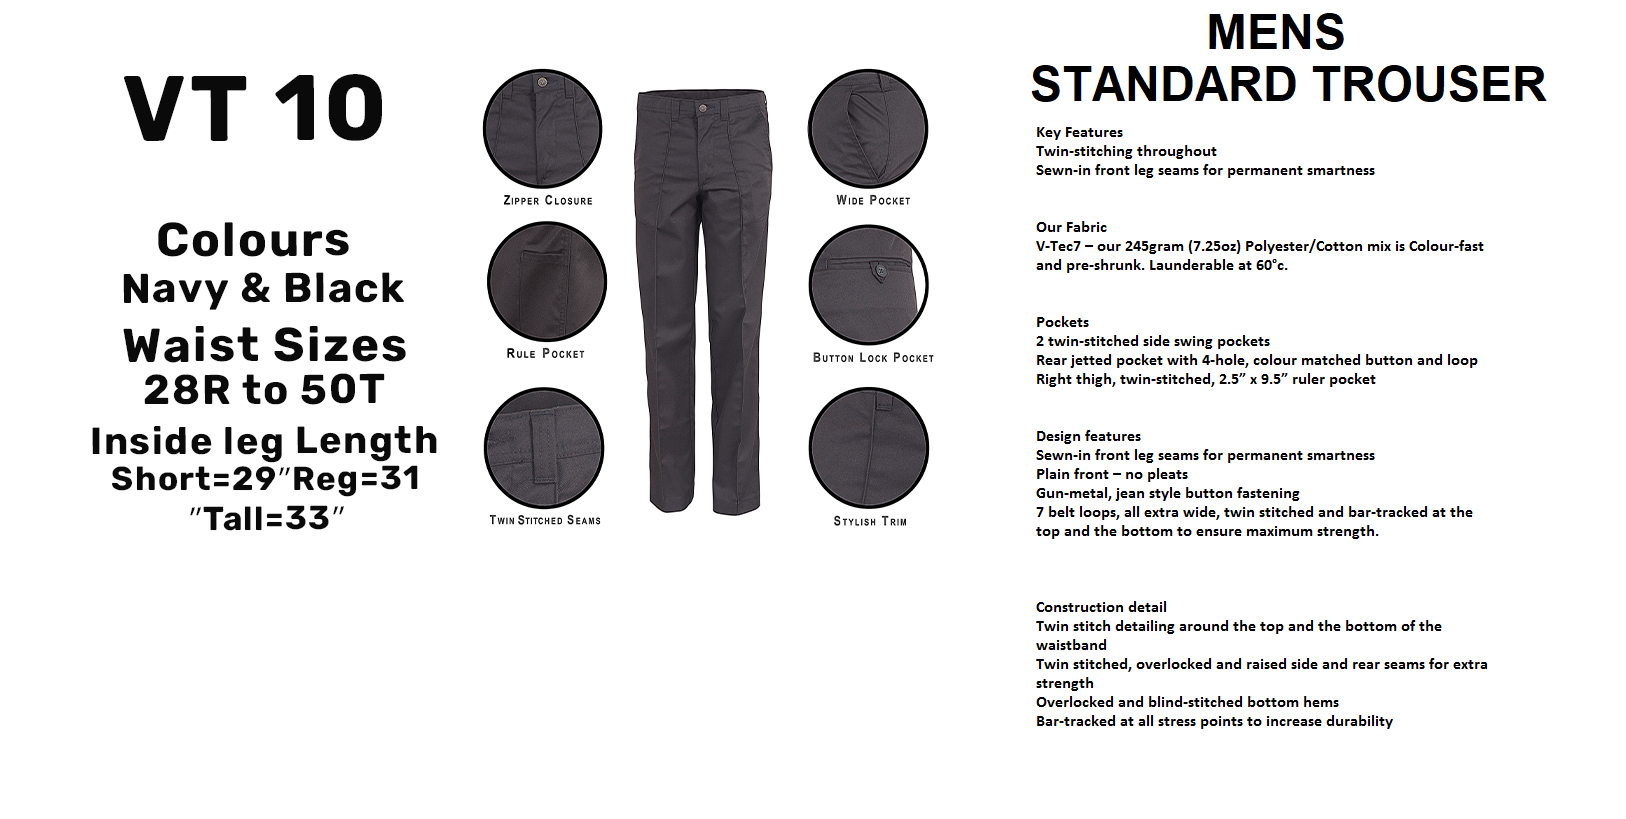 VT 10
Colours
Navy & Black
Waist Sizes
28R to 50T
Inside leg Length
Short=29"Reg=31
"Tall=33"
ZIPPER CLOSURE
WIDE POCKET
RULE POCKET
BUTTON LOCK POCKET
TWIN STITCHED SEAMS
STYLISH TRIM
MENS
STANDARD TROUSER
Key Features
Twin-stitching throughout
Sewn-in front leg seams for permanent smartness
Our Fabric
V-Tec7 – our 245gram (7.25oz) Polyester/Cotton mix is Colour-fast
and pre-shrunk. Launderable at 60°c.
Pockets
2 twin-stitched side swing pockets
Rear jetted pocket with 4-hole, colour matched button and loop
Right thigh, twin-stitched, 2.5” x 9.5” ruler pocket
Design features
Sewn-in front leg seams for permanent smartness
Plain front – no pleats
Gun-metal, jean style button fastening
7 belt loops, all extra wide, twin stitched and bar-tracked at the
top and the bottom to ensure maximum strength.
Construction detail
Twin stitch detailing around the top and the bottom of the
waistband
Twin stitched, overlocked and raised side and rear seams for extra
strength
Overlocked and blind-stitched bottom hems
Bar-tracked at all stress points to increase durability